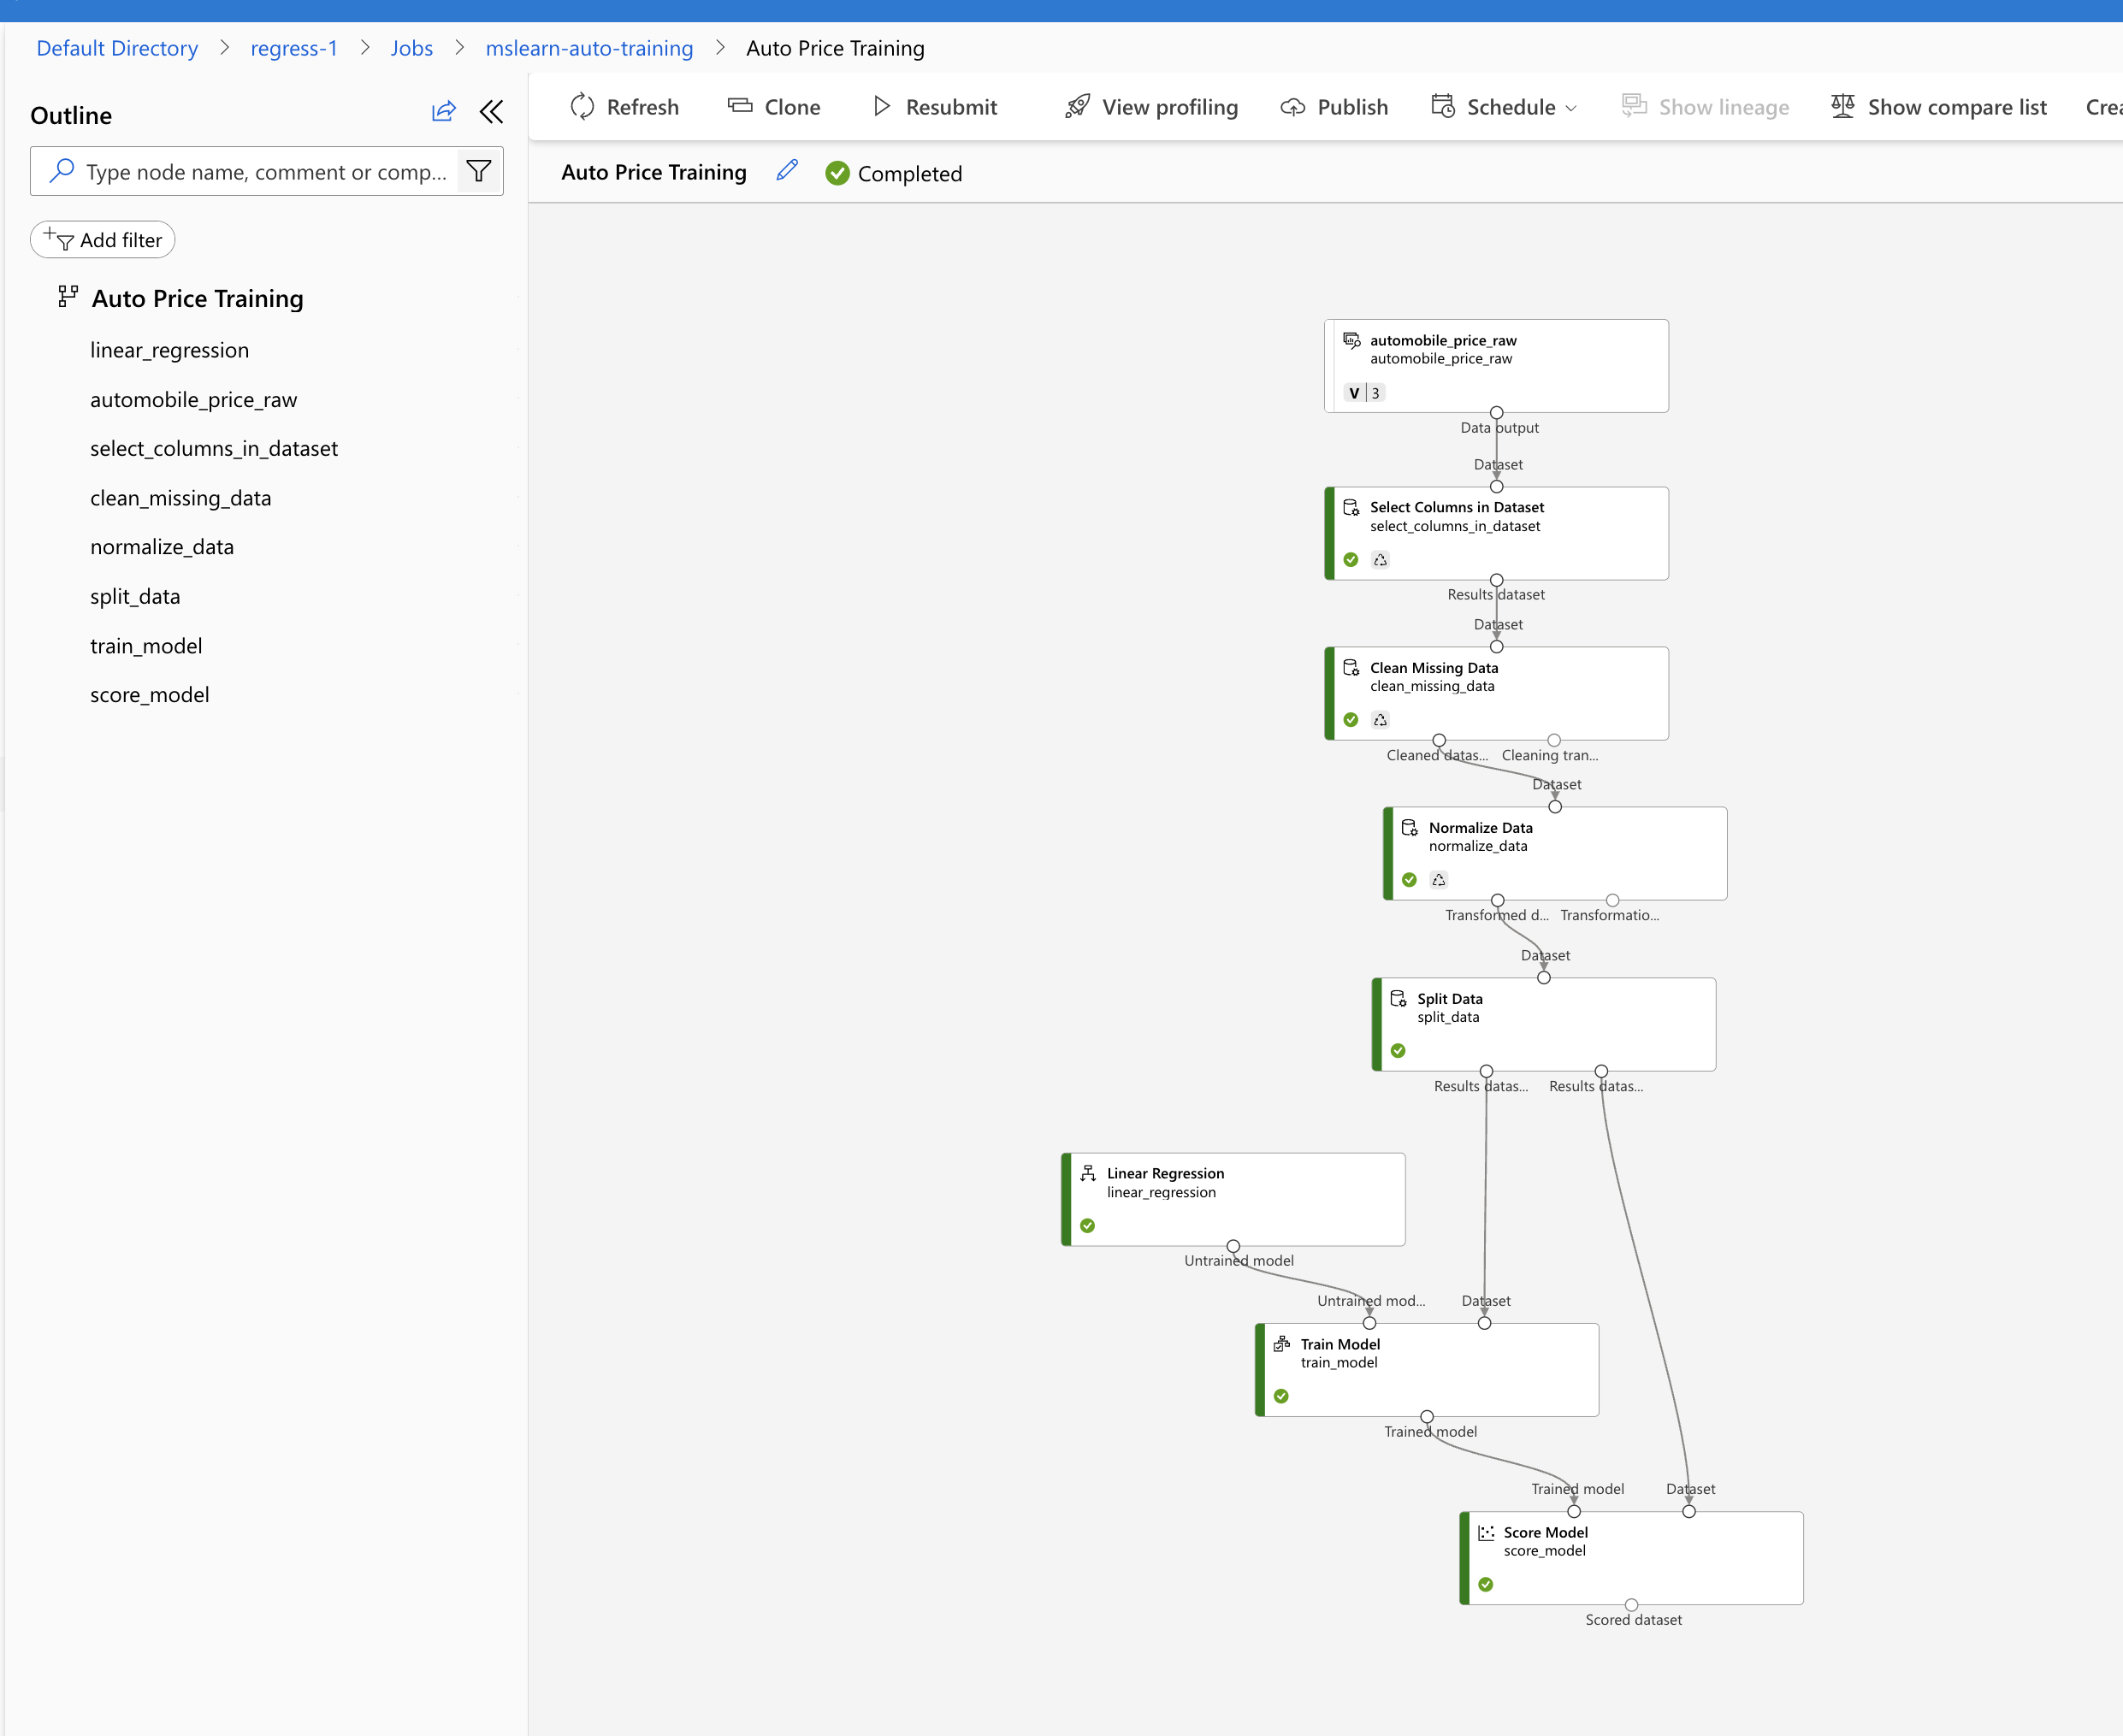 Default Directory > regress-1 > Jobs > mslearn-auto-training > Auto Price Training
Outline
Type node name, comment or comp...
Add filter
Auto Price Training
linear_regression
automobile_price_raw
select_columns_in_dataset
clean_missing_data
normalize_data
split_data
train_model
score_model
Refresh Clone Resubmit View profiling Publish Schedule Show lineage Show compare list
Auto Price Training Completed
automobile_price_raw
automobile_price_raw
V 3
Data output
Dataset
Select Columns in Dataset
select_columns_in_dataset
Results dataset
Dataset
Clean Missing Data
clean_missing_data
Cleaned datas... Cleaning tran...
Dataset
Normalize Data
normalize_data
Transformed d... Transformatio...
Dataset
Split Data
split_data
Results datas... Results datas...
Linear Regression
linear_regression
Untrained model
Untrained mod... Dataset
Train Model
train_model
Trained model
Trained model Dataset
Score Model
score_model
Scored dataset